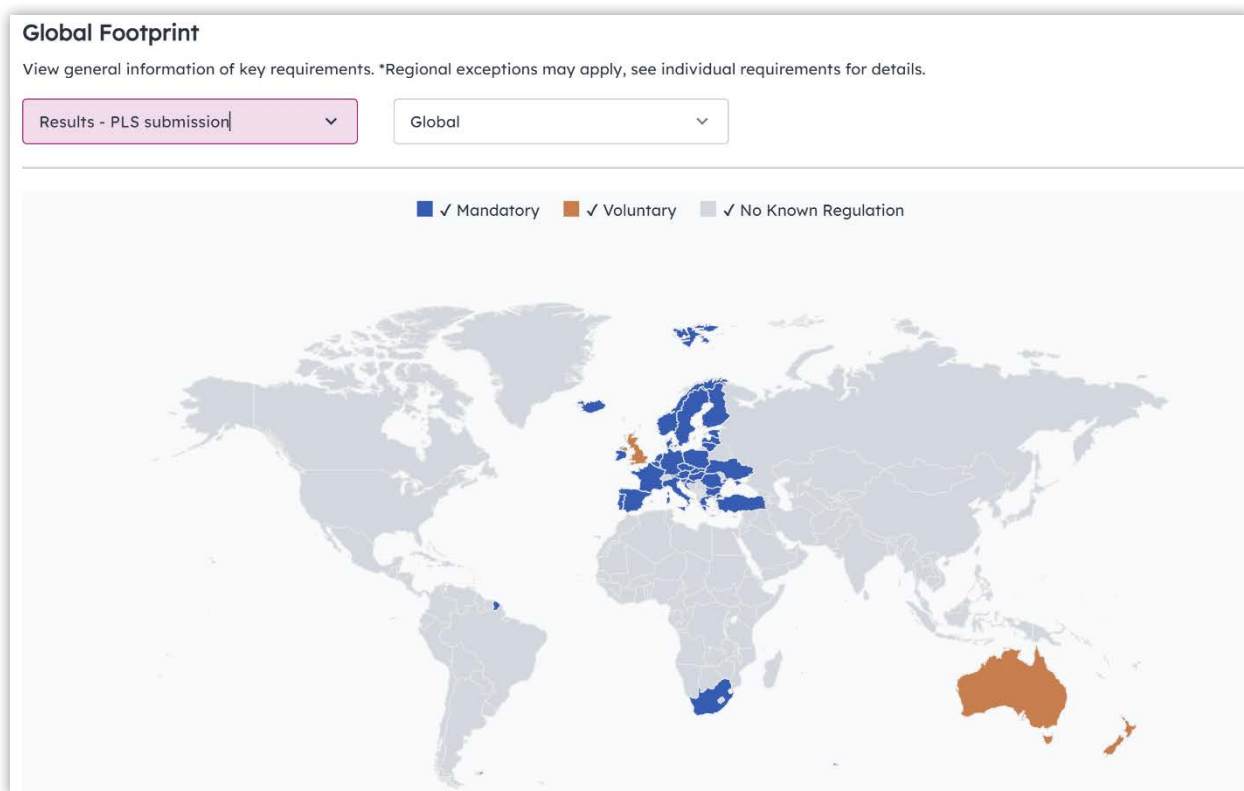 Global Footprint
View general information of key requirements. *Regional exceptions may apply, see individual requirements for details.
Results - PLS submission
Global
✓ Mandatory ✓ Voluntary ✓ No Known Regulation